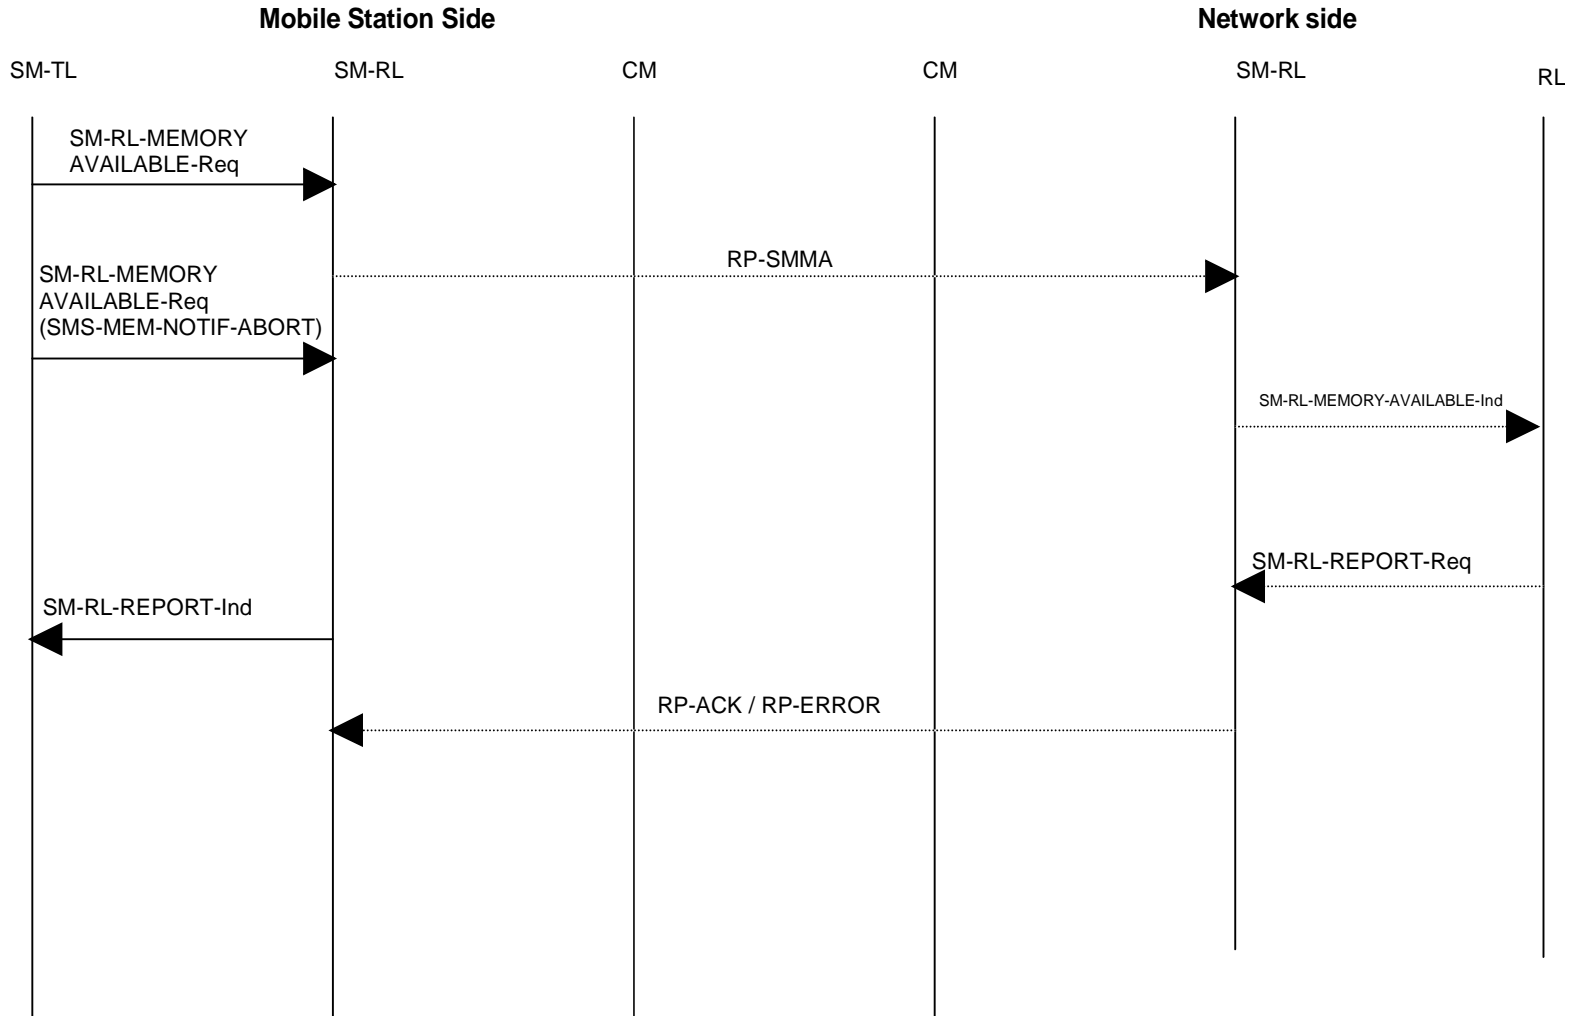 Mobile Station Side
Network side
SM-TL
SM-RL
CM
CM
SM-RL
RL
SM-RL-MEMORY
AVAILABLE-Req
RP-SMMA
SM-RL-MEMORY
AVAILABLE-Req
(SMS-MEM-NOTIF-ABORT)
SM-RL-MEMORY-AVAILABLE-Ind
SM-RL-REPORT-Req
SM-RL-REPORT-Ind
RP-ACK / RP-ERROR